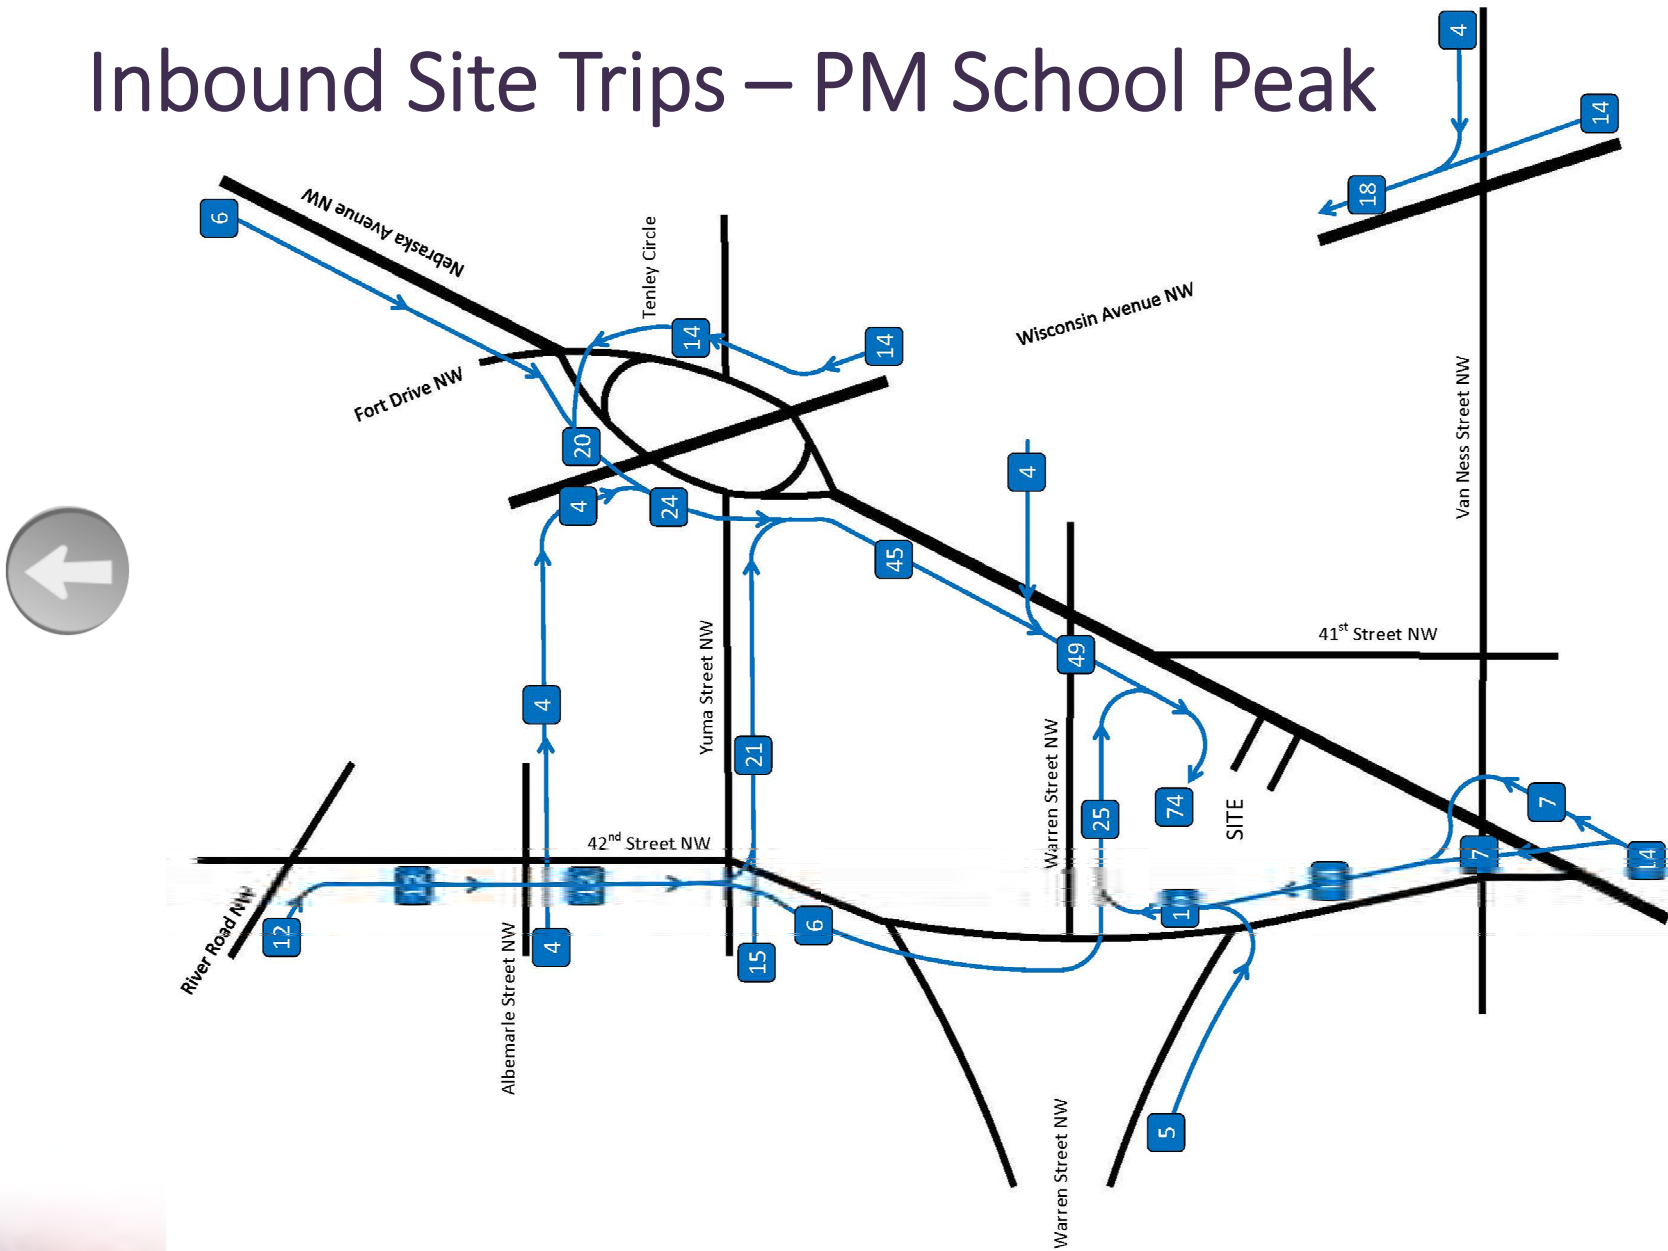 Inbound Site Trips – PM School Peak
4
14
18
6
Nebraska Avenue NW
Tenley Circle
14
14
Wisconsin Avenue NW
Fort Drive NW
20
4
24
4
45
Van Ness Street NW
41st Street NW
49
Yuma Street NW
4
21
Warren Street NW
25
74
SITE
7
42nd Street NW
7
14
River Road NW
12
12
4
Albemarle Street NW
15
6
5
Warren Street NW